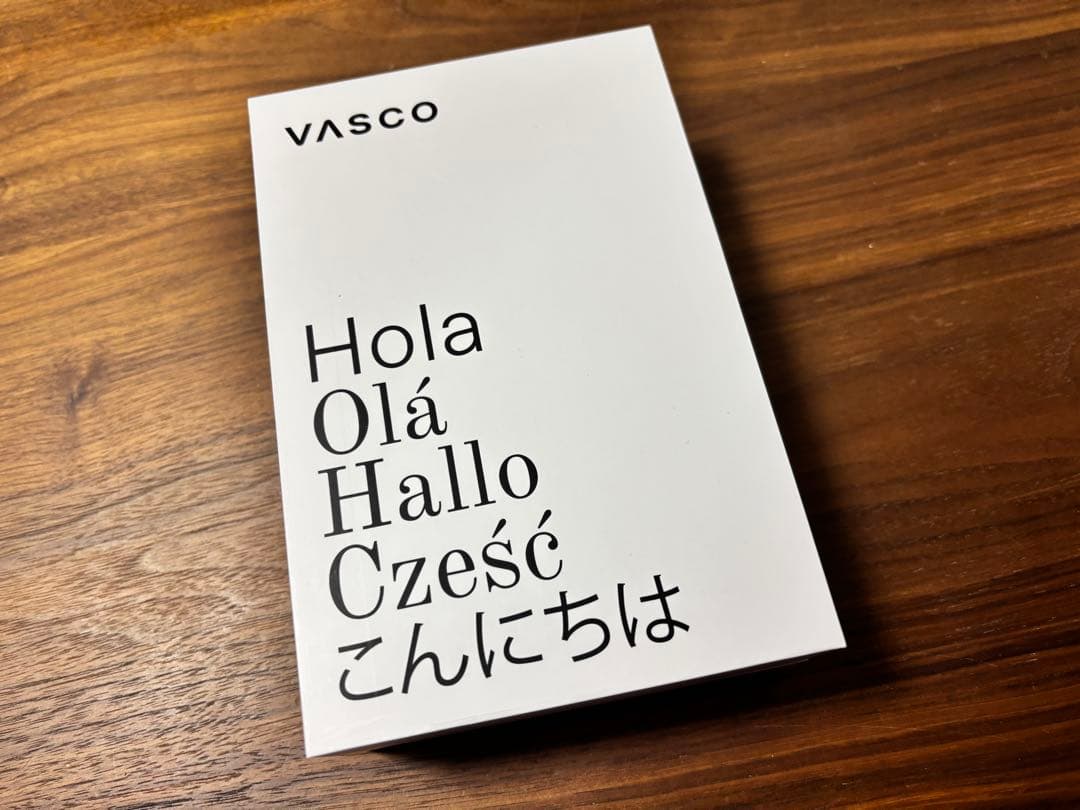 VASCO
Hola
Olá
Hallo
Cześć
こんにちは